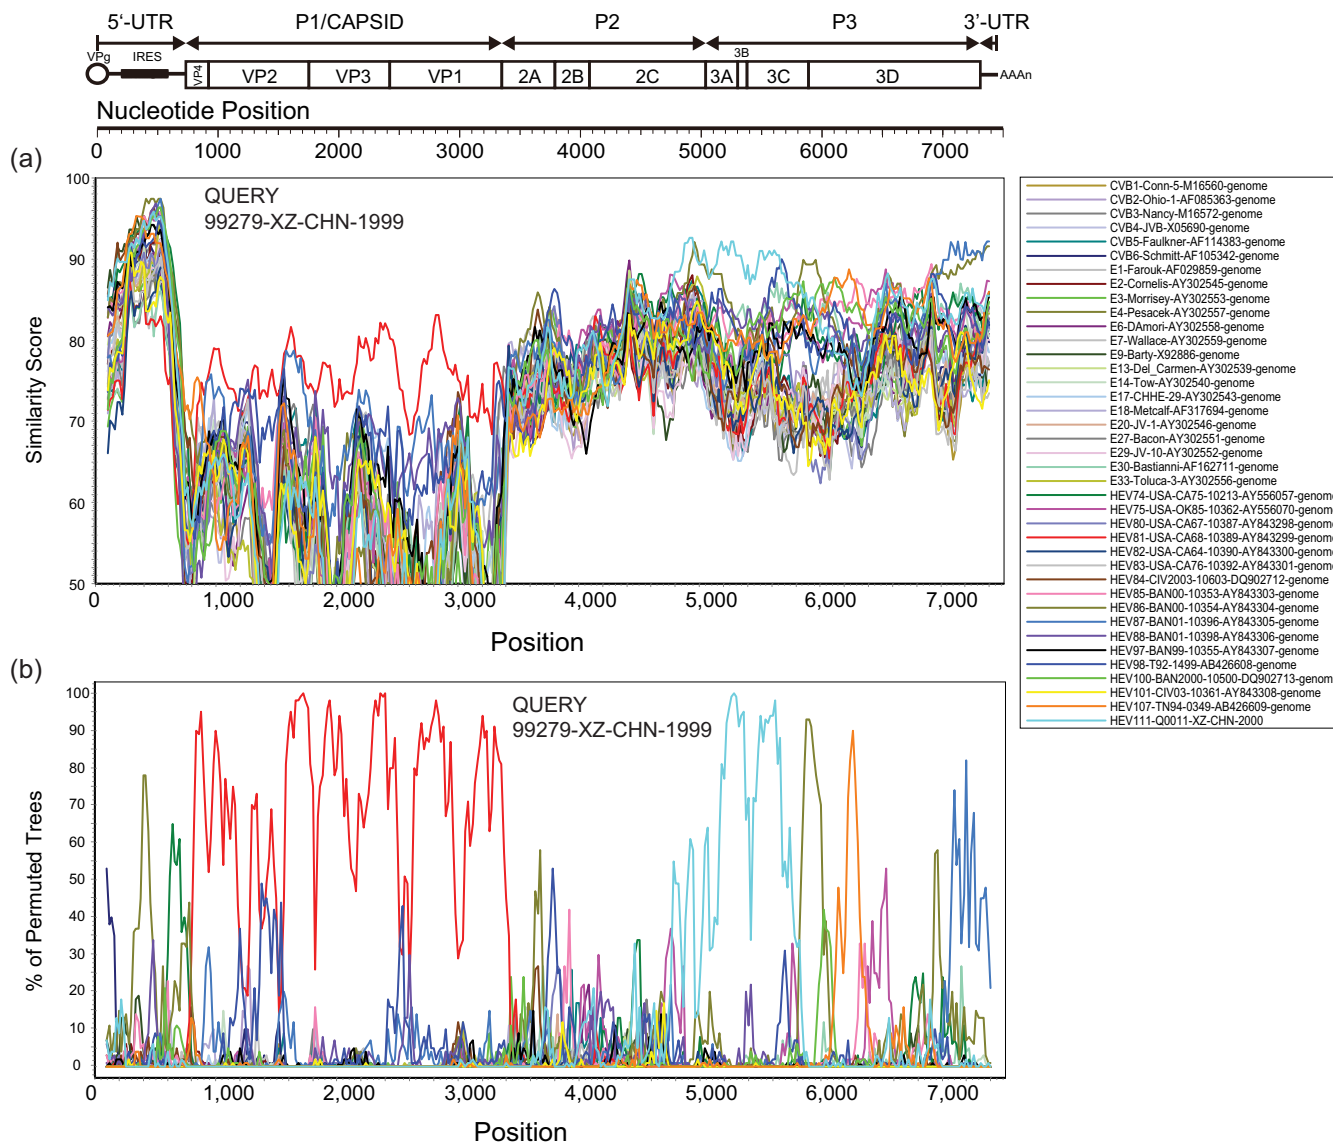 5‘-UTR P1/CAPSID P2 P3 3’-UTR
VPg IRES 3B
VP4 VP2 VP3 VP1 2A 2B 2C 3A 3C 3D AAAn
Nucleotide Position
0 1000 2000 3000 4000 5000 6000 7000
(a)
QUERY
99279-XZ-CHN-1999
Similarity Score
100
90
80
70
60
50
0 1,000 2,000 3,000 4,000 5,000 6,000 7,000
Position
CVB1-Conn-5-M16560-genome
CVB2-Ohio-1-AF085363-genome
CVB3-Nancy-M16572-genome
CVB4-JVB-X05690-genome
CVB5-Faulkner-AF114383-genome
CVB6-Schmitt-AF105342-genome
E1-Farouk-AF029859-genome
E2-Cornelis-AY302545-genome
E3-Morrisey-AY302553-genome
E4-Pesacek-AY302557-genome
E6-DAmori-AY302558-genome
E7-Wallace-AY302559-genome
E9-Barty-X92886-genome
E13-Del_Carmen-AY302539-genome
E14-Tow-AY302540-genome
E17-CHHE-29-AY302543-genome
E18-Metcalf-AF317694-genome
E20-JV-1-AY302546-genome
E27-Bacon-AY302551-genome
E29-JV-10-AY302552-genome
E30-Bastianni-AF162711-genome
E33-Toluca-3-AY302556-genome
HEV74-USA-CA75-10213-AY556057-genome
HEV75-USA-OK85-10362-AY556070-genome
HEV80-USA-CA67-10387-AY843298-genome
HEV81-USA-CA68-10389-AY843299-genome
HEV82-USA-CA64-10390-AY843300-genome
HEV83-USA-CA76-10392-AY843301-genome
HEV84-CIV2003-10603-DQ902712-genome
HEV85-BAN00-10353-AY843303-genome
HEV86-BAN00-10354-AY843304-genome
HEV87-BAN01-10396-AY843305-genome
HEV88-BAN01-10398-AY843306-genome
HEV97-BAN99-10355-AY843307-genome
HEV98-T92-1499-AB426608-genome
HEV100-BAN2000-10500-DQ902713-genom
HEV101-CIV03-10361-AY843308-genome
HEV107-TN94-0349-AB426609-genome
HEV111-Q0011-XZ-CHN-2000
(b)
QUERY
99279-XZ-CHN-1999
% of Permuted Trees
100
90
80
70
60
50
40
30
20
10
0
0 1,000 2,000 3,000 4,000 5,000 6,000 7,000
Position